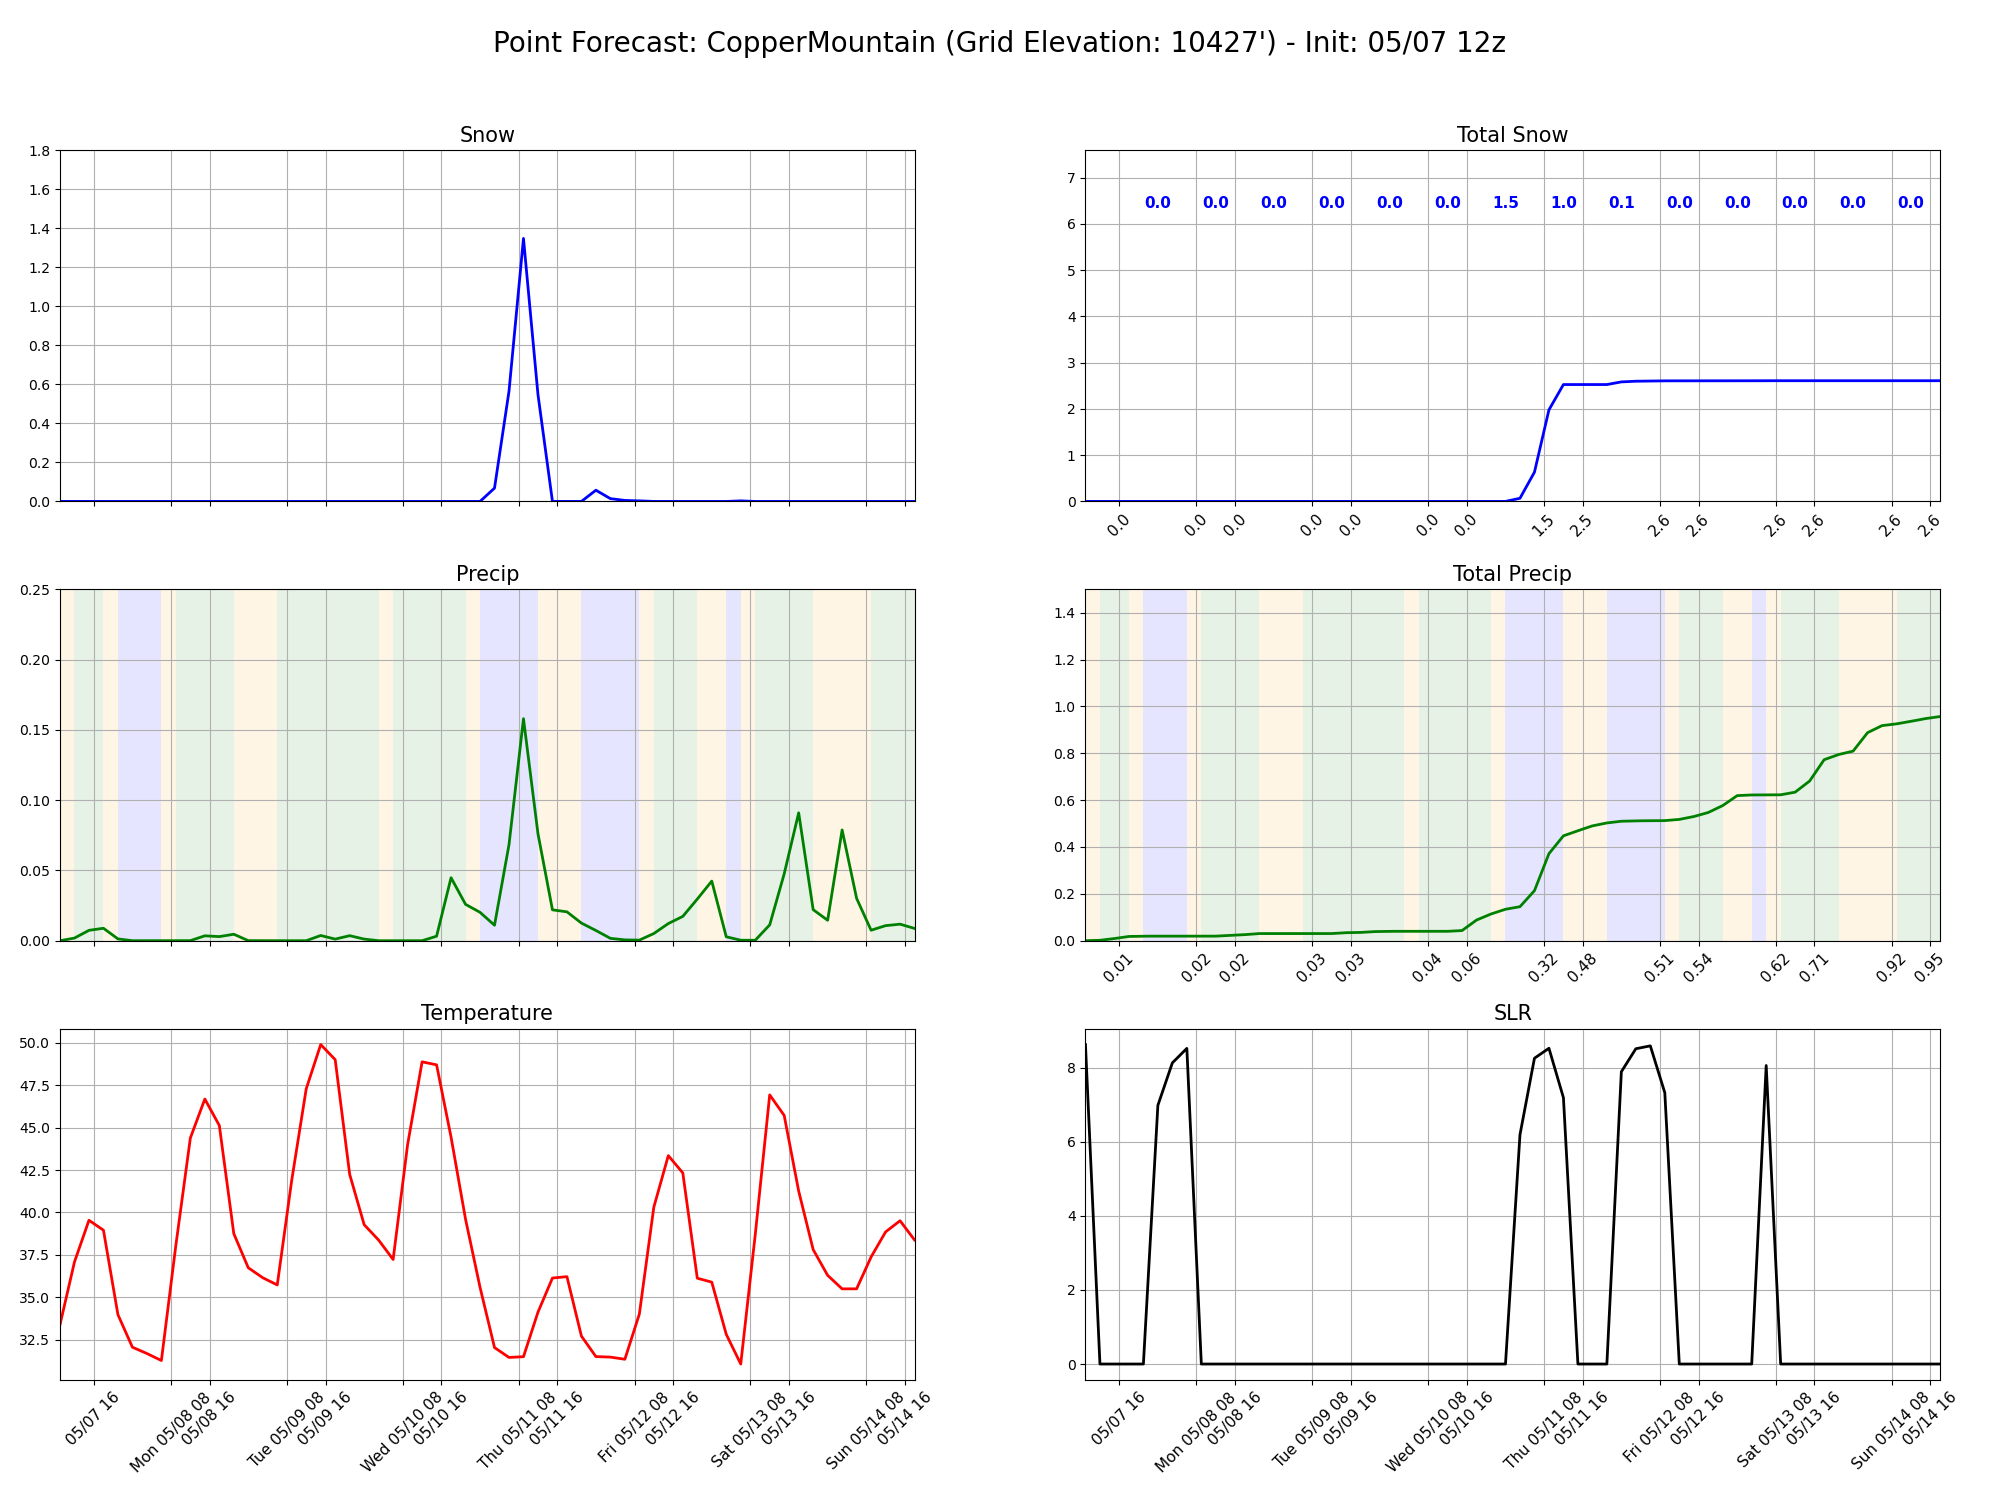 Point Forecast: CopperMountain (Grid Elevation: 10427') - Init: 05/07 12z
Snow
1.8
1.6
1.4
1.2
1.0
0.8
0.6
0.4
0.2
0.0
Total Snow
7
6
5
4
3
2
1
0
0.0 0.0 0.0 0.0 0.0 0.0 1.5 1.0 0.1 0.0 0.0 0.0 0.0 0.0
0.0 0.0 0.0 0.0 0.0 0.0 0.0 1.5 2.5 2.6 2.6 2.6 2.6 2.6 2.6
Precip
0.25
0.20
0.15
0.10
0.05
0.00
Total Precip
1.4
1.2
1.0
0.8
0.6
0.4
0.2
0.0
0.01 0.02 0.02 0.03 0.03 0.04 0.06 0.32 0.48 0.51 0.54 0.62 0.71 0.92 0.95
Temperature
50.0
47.5
45.0
42.5
40.0
37.5
35.0
32.5
05/07 16
Mon 05/08 08
05/08 16
Tue 05/09 08
05/09 16
Wed 05/10 08
05/10 16
Thu 05/11 08
05/11 16
Fri 05/12 08
05/12 16
Sat 05/13 08
05/13 16
Sun 05/14 08
05/14 16
SLR
8
6
4
2
0
05/07 16
Mon 05/08 08
05/08 16
Tue 05/09 08
05/09 16
Wed 05/10 08
05/10 16
Thu 05/11 08
05/11 16
Fri 05/12 08
05/12 16
Sat 05/13 08
05/13 16
Sun 05/14 08
05/14 16